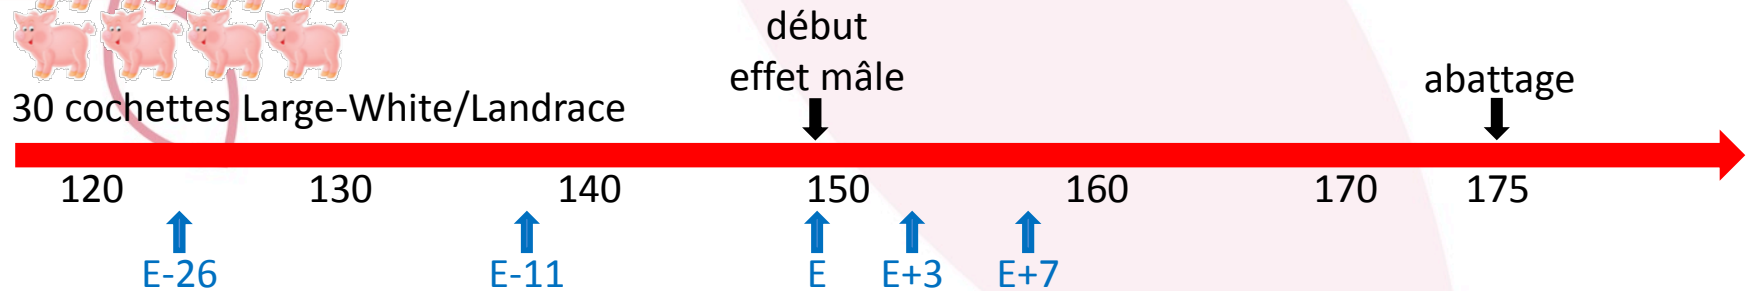 début
effet mâle
abattage
30 cochettes Large-White/Landrace
120 130 140 150 160 170 175
E-26 E-11 E E+3 E+7